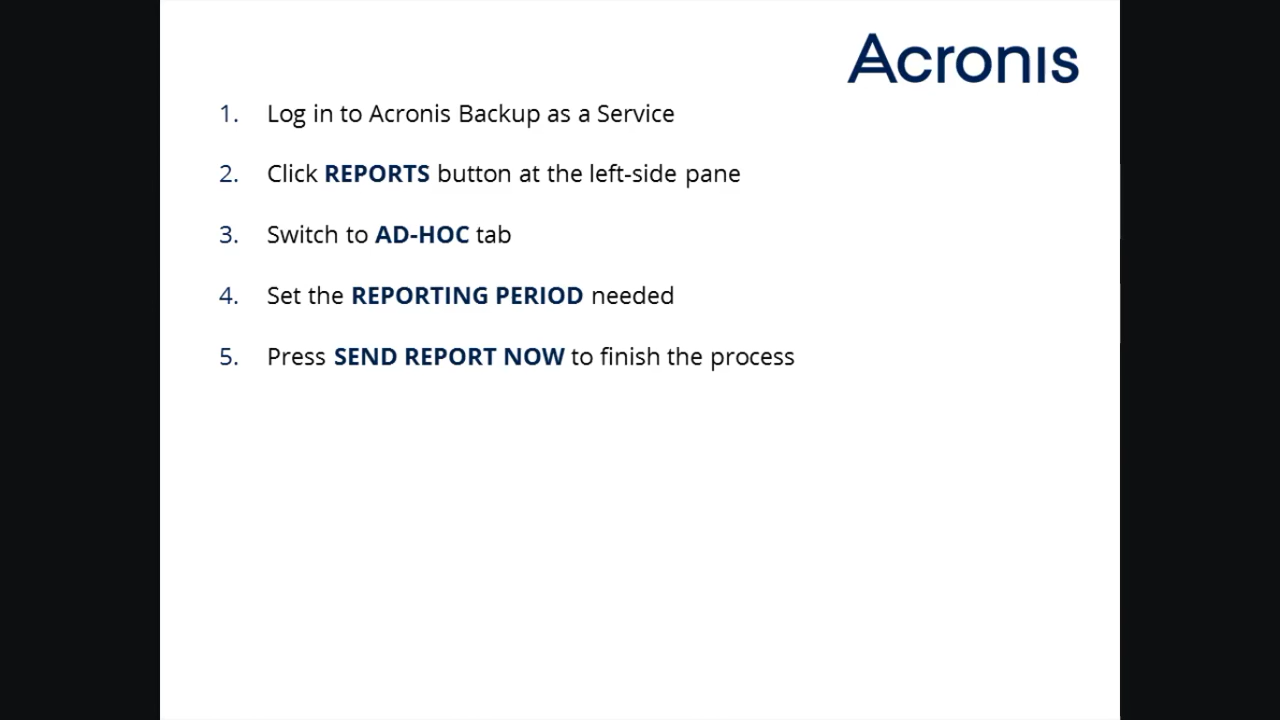 Acronis
1. Log in to Acronis Backup as a Service
2. Click REPORTS button at the left-side pane
3. Switch to AD-HOC tab
4. Set the REPORTING PERIOD needed
5. Press SEND REPORT NOW to finish the process